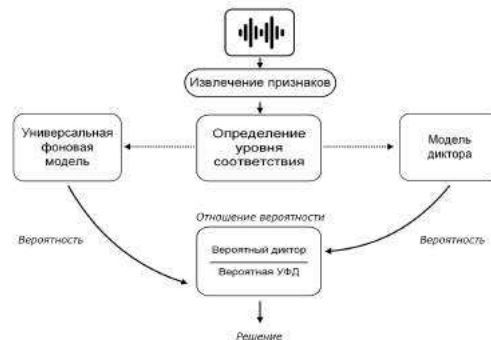 Извлечение признаков
Универсальная
фоновая
модель
Определение
уровня
соответствия
Модель
диктора
Отношение вероятности
Вероятность
Вероятный диктор
Вероятная УФД
Вероятность
Решение